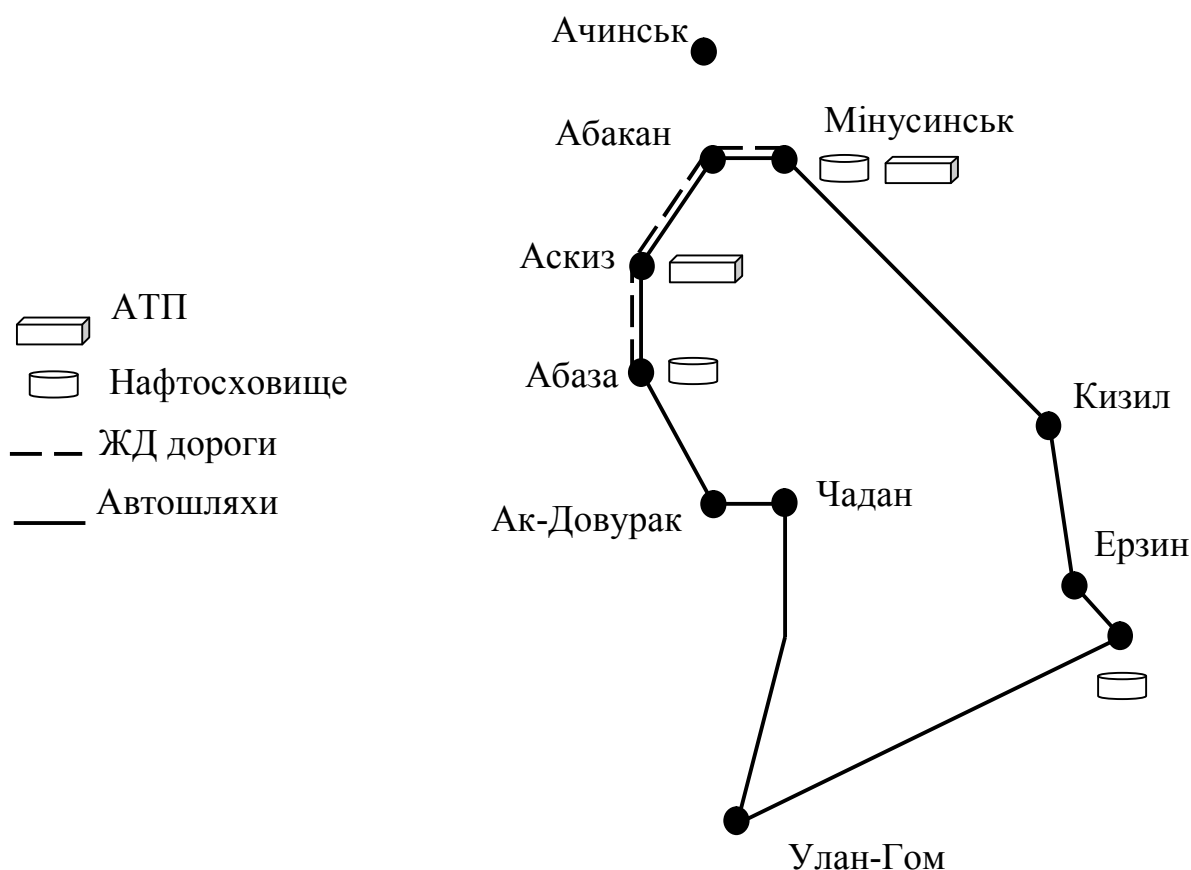 Ачинськ
Абакан
Мінусинськ
Аскиз
АТП
Абаза
Нафтосховище
Кизил
ЖД дороги
Автошляхи
Чадан
Ак-Довурак
Ерзин
Улан-Гом